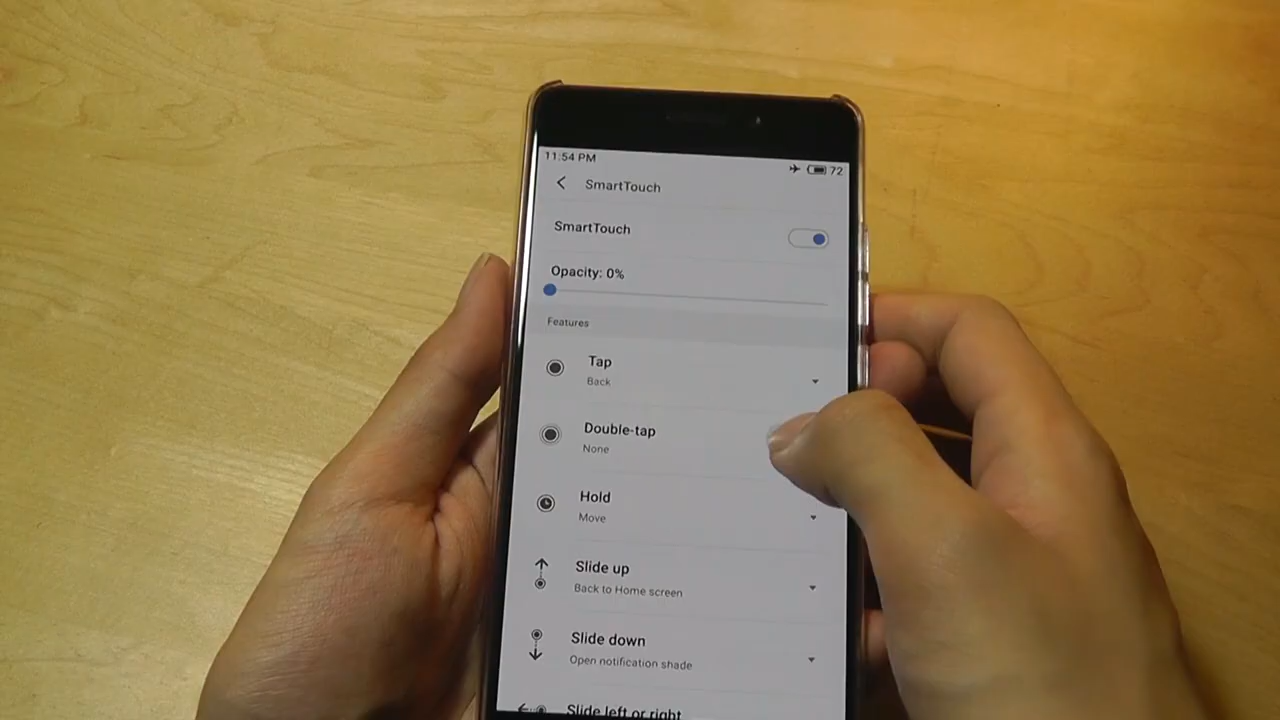 11:54 PM
72
SmartTouch
SmartTouch
Opacity: 0%
Features
Tap
Back
Double-tap
None
Hold
Move
Slide up
Back to Home screen
Slide down
Open notification shade
Slide left or right